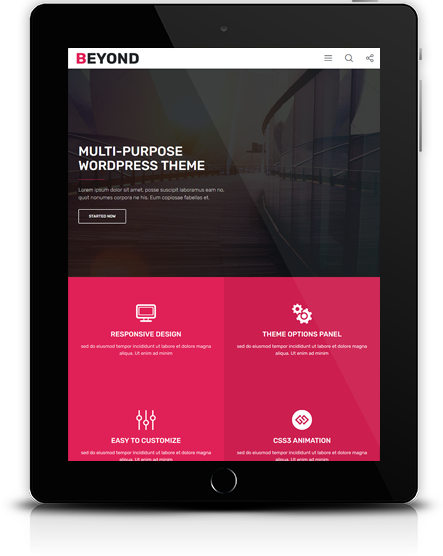 BEYOND
MULTI-PURPOSE
WORDPRESS THEME
Lorem ipsum dolor sit amet, posse suscipit laboramus eam no,
quot nonumes corpora ne his. Eum copiosae fabellas et.
STARTED NOW
RESPONSIVE DESIGN
sed do eiusmod tempor incididunt ut labore et dolore magna
aliqua. Ut enim ad minim
THEME OPTIONS PANEL
sed do eiusmod tempor incididunt ut labore et dolore magna
aliqua. Ut enim ad minim
EASY TO CUSTOMIZE
sed do eiusmod tempor incididunt ut labore et dolore magna
aliqua. Ut enim ad minim
CSS3 ANIMATION
sed do eiusmod tempor incididunt ut labore et dolore magna
aliqua. Ut enim ad minim